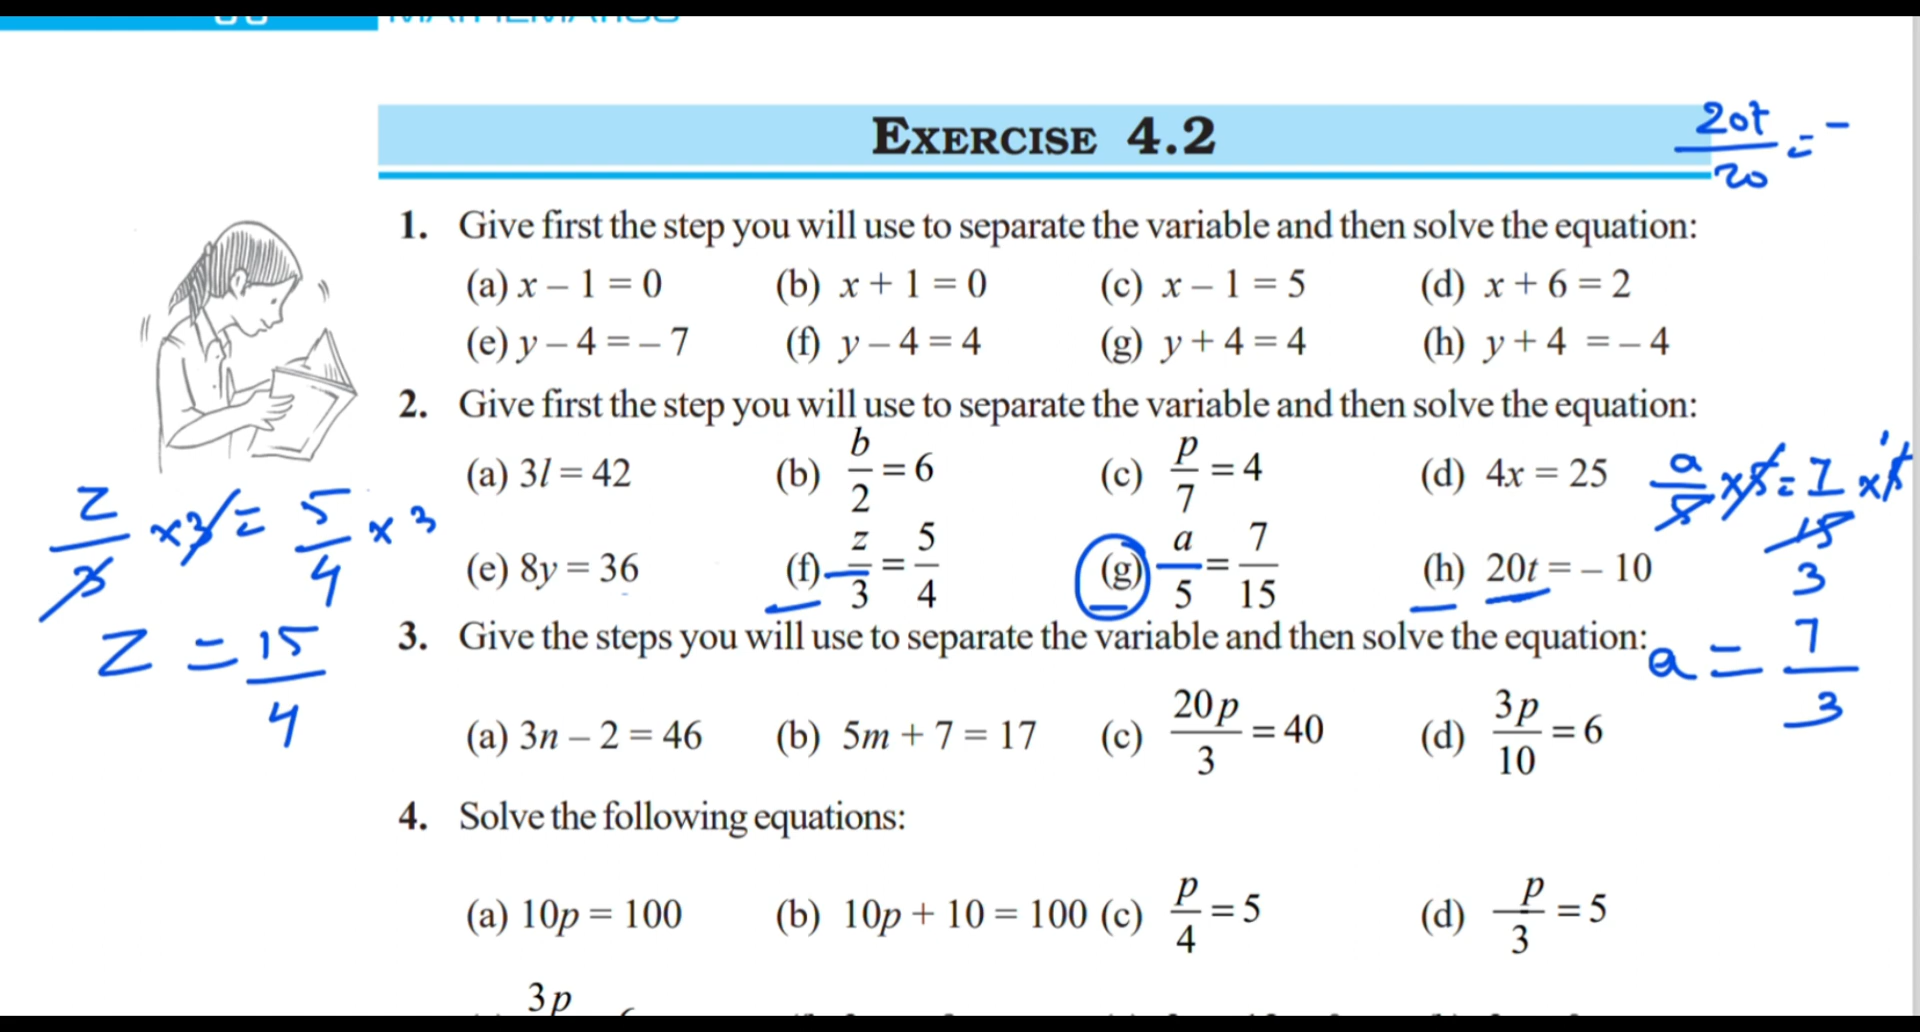 EXERCISE 4.2
20t/20 = -
1. Give first the step you will use to separate the variable and then solve the equation:
(a) x – 1 = 0 (b) x + 1 = 0 (c) x – 1 = 5 (d) x + 6 = 2
(e) y – 4 = – 7 (f) y – 4 = 4 (g) y + 4 = 4 (h) y + 4 = – 4
2. Give first the step you will use to separate the variable and then solve the equation:
(a) 3l = 42 (b) b/2 = 6 (c) p/7 = 4 (d) 4x = 25
(e) 8y = 36 (f) z/3 = 5/4 (g) a/5 = 7/15 (h) 20t = – 10
z/3 × 3 = 5/4 × 3
z = 15/4
a/5 × 5 = 7/15 × 5
1
3
a = 7/3
3. Give the steps you will use to separate the variable and then solve the equation:
(a) 3n – 2 = 46 (b) 5m + 7 = 17 (c) 20p/3 = 40 (d) 3p/10 = 6
4. Solve the following equations:
(a) 10p = 100 (b) 10p + 10 = 100 (c) p/4 = 5 (d) –p/3 = 5
3p